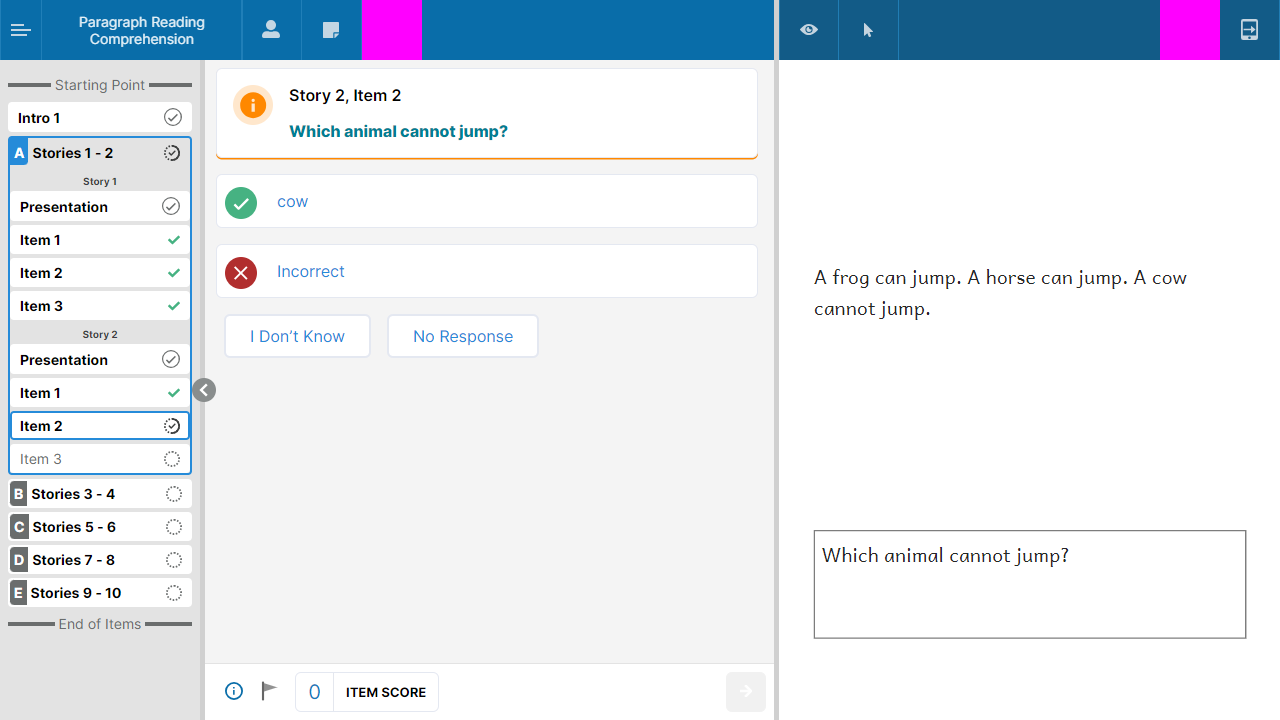 Paragraph Reading
Comprehension
Starting Point
Intro 1
A Stories 1 - 2
Story 1
Presentation
Item 1
Item 2
Item 3
Story 2
Presentation
Item 1
Item 2
Item 3
B Stories 3 - 4
C Stories 5 - 6
D Stories 7 - 8
E Stories 9 - 10
End of Items
Story 2, Item 2
Which animal cannot jump?
cow
Incorrect
I Don’t Know
No Response
0 ITEM SCORE
A frog can jump. A horse can jump. A cow
cannot jump.
Which animal cannot jump?